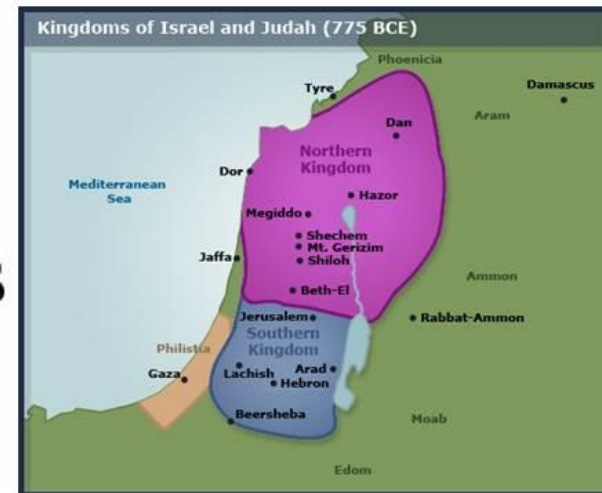 Kingdoms of Israel and Judah (775 BCE)
Phoenicia
Tyre
Damascus
Aram
Dan
Northern
Kingdom
Dor
Mediterranean
Sea
Hazor
Megiddo
Shechem
Mt. Gerizim
Jaffa
Shiloh
Ammon
Beth-El
Jerusalem
Rabbat-Ammon
Southern
Kingdom
Philistia
Gaza
Lachish
Arad
Hebron
Beersheba
Moab
Edom